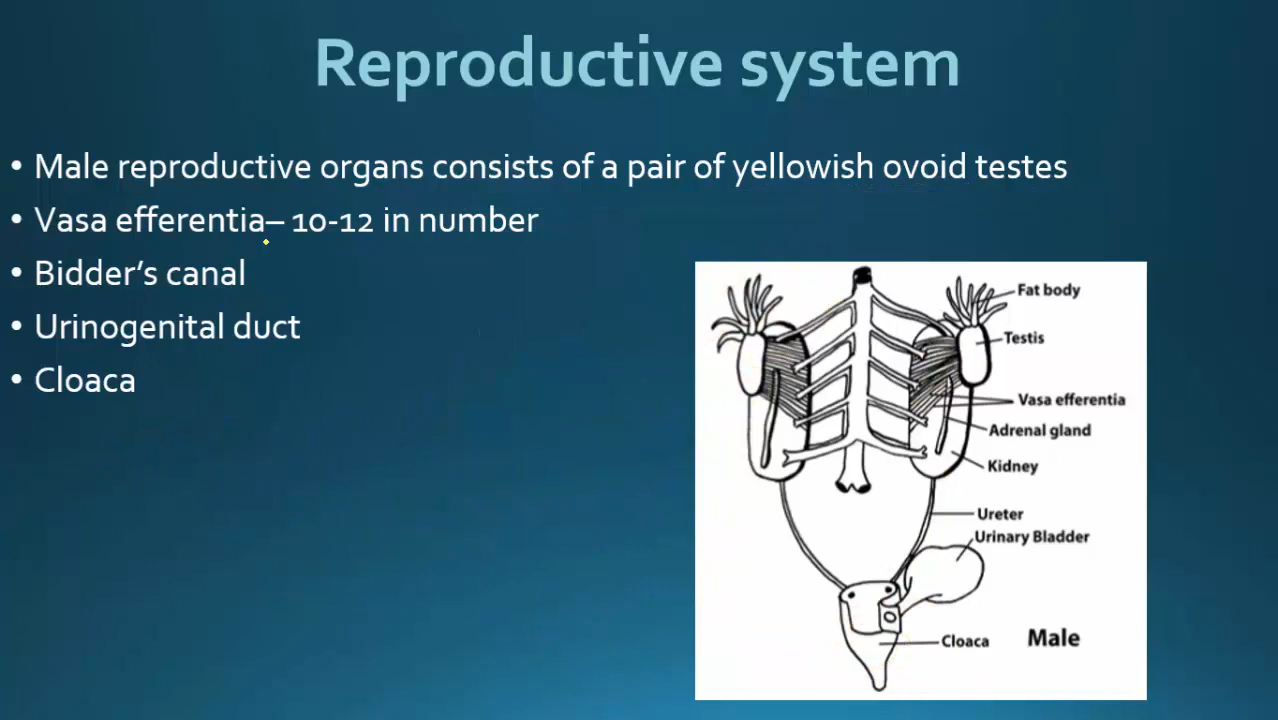 Reproductive system
• Male reproductive organs consists of a pair of yellowish ovoid testes
• Vasa efferentia– 10-12 in number
• Bidder’s canal
• Urinogenital duct
• Cloaca
Fat body
Testis
Vasa efferentia
Adrenal gland
Kidney
Ureter
Urinary Bladder
Cloaca
Male